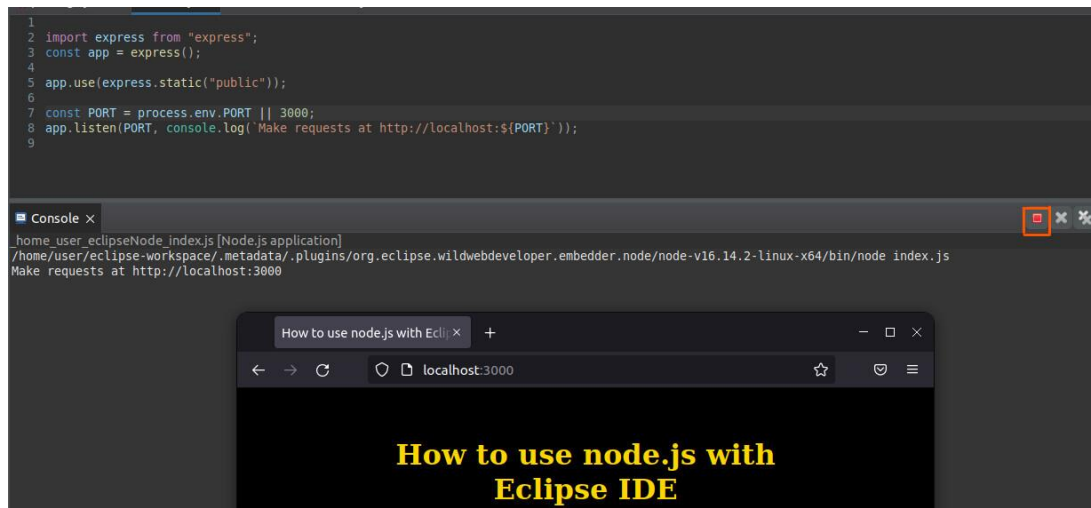 1
2 import express from "express";
3 const app = express();
4
5 app.use(express.static("public"));
6
7 const PORT = process.env.PORT || 3000;
8 app.listen(PORT, console.log(`Make requests at http://localhost:${PORT}`));
9
Console
_home_user_eclipseNode_index.js [Node.js application]
/home/user/eclipse-workspace/.metadata/.plugins/org.eclipse.wildwebdeveloper.embedder.node/node-v16.14.2-linux-x64/bin/node index.js
Make requests at http://localhost:3000
How to use node.js with Ecli
localhost:3000
How to use node.js with
Eclipse IDE